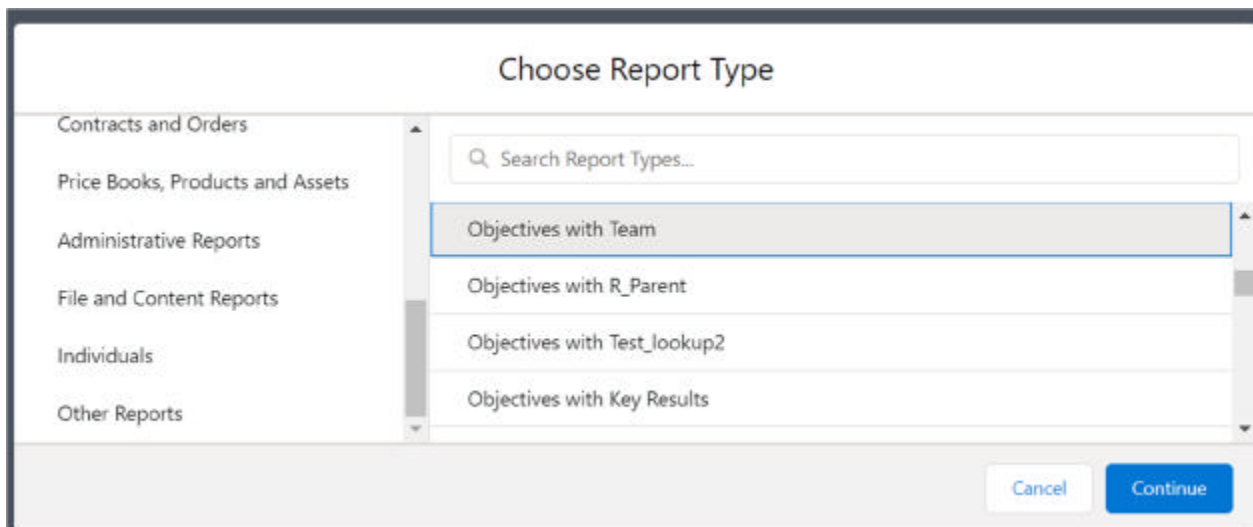 Choose Report Type
Contracts and Orders
Price Books, Products and Assets
Administrative Reports
File and Content Reports
Individuals
Other Reports
Search Report Types...
Objectives with Team
Objectives with R_Parent
Objectives with Test_lookup2
Objectives with Key Results
Cancel
Continue